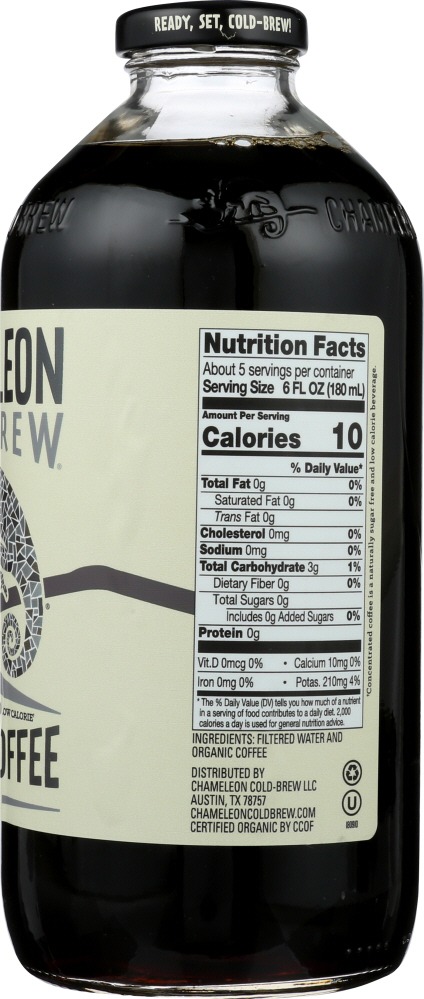 READY, SET, COLD-BREW!
BREW CHAM
LEON
REW®
LOW CALORIE*
OFFEE
Nutrition Facts
About 5 servings per container
Serving Size 6 FL OZ (180 mL)
Amount Per Serving
Calories 10
% Daily Value*
Total Fat 0g 0%
Saturated Fat 0g 0%
Trans Fat 0g
Cholesterol 0mg 0%
Sodium 0mg 0%
Total Carbohydrate 3g 1%
Dietary Fiber 0g 0%
Total Sugars 0g
Includes 0g Added Sugars 0%
Protein 0g
Vit.D 0mcg 0% • Calcium 10mg 0%
Iron 0mg 0% • Potas. 210mg 4%
*The % Daily Value (DV) tells you how much of a nutrient
in a serving of food contributes to a daily diet. 2,000
calories a day is used for general nutrition advice.
*Concentrated coffee is a naturally sugar free and low calorie beverage.
INGREDIENTS: FILTERED WATER AND
ORGANIC COFFEE
DISTRIBUTED BY
CHAMELEON COLD-BREW LLC
AUSTIN, TX 78757
CHAMELEONCOLDBREW.COM
CERTIFIED ORGANIC BY CCOF
U